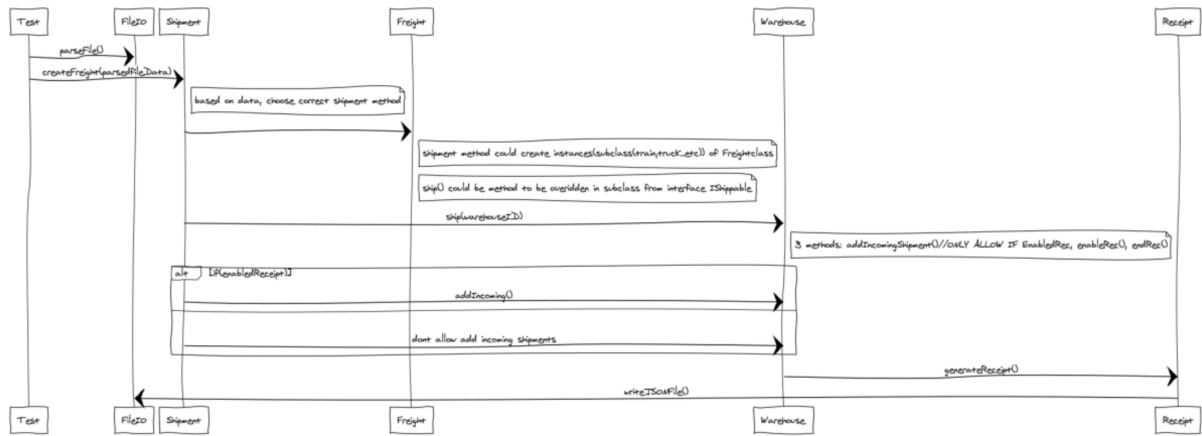 Test FileIO Shipment Freight Warehouse Receipt
parseFile()
createFreight(parsedfileData)
based on data, choose correct shipment method
shipment method could create instances(subclass(train,truck..etc)) of Freightclass
ship() could be method to be overidden in subclass from interface IShippable
ship(warehouseID)
3 methods: addIncomingShipment()//ONLY ALLOW IF EnabledRec, enableRec(), endRec()
alt [if(enabledReceipt)]
addIncoming()
dont allow add incoming shipments
generateReceipt()
writeJSONFile()
Test FileIO Shipment Freight Warehouse Receipt